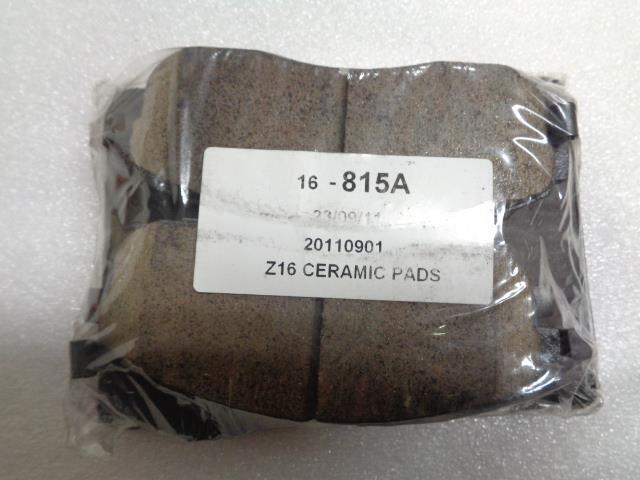 16 - 815A
23/09/11
20110901
Z16 CERAMIC PADS